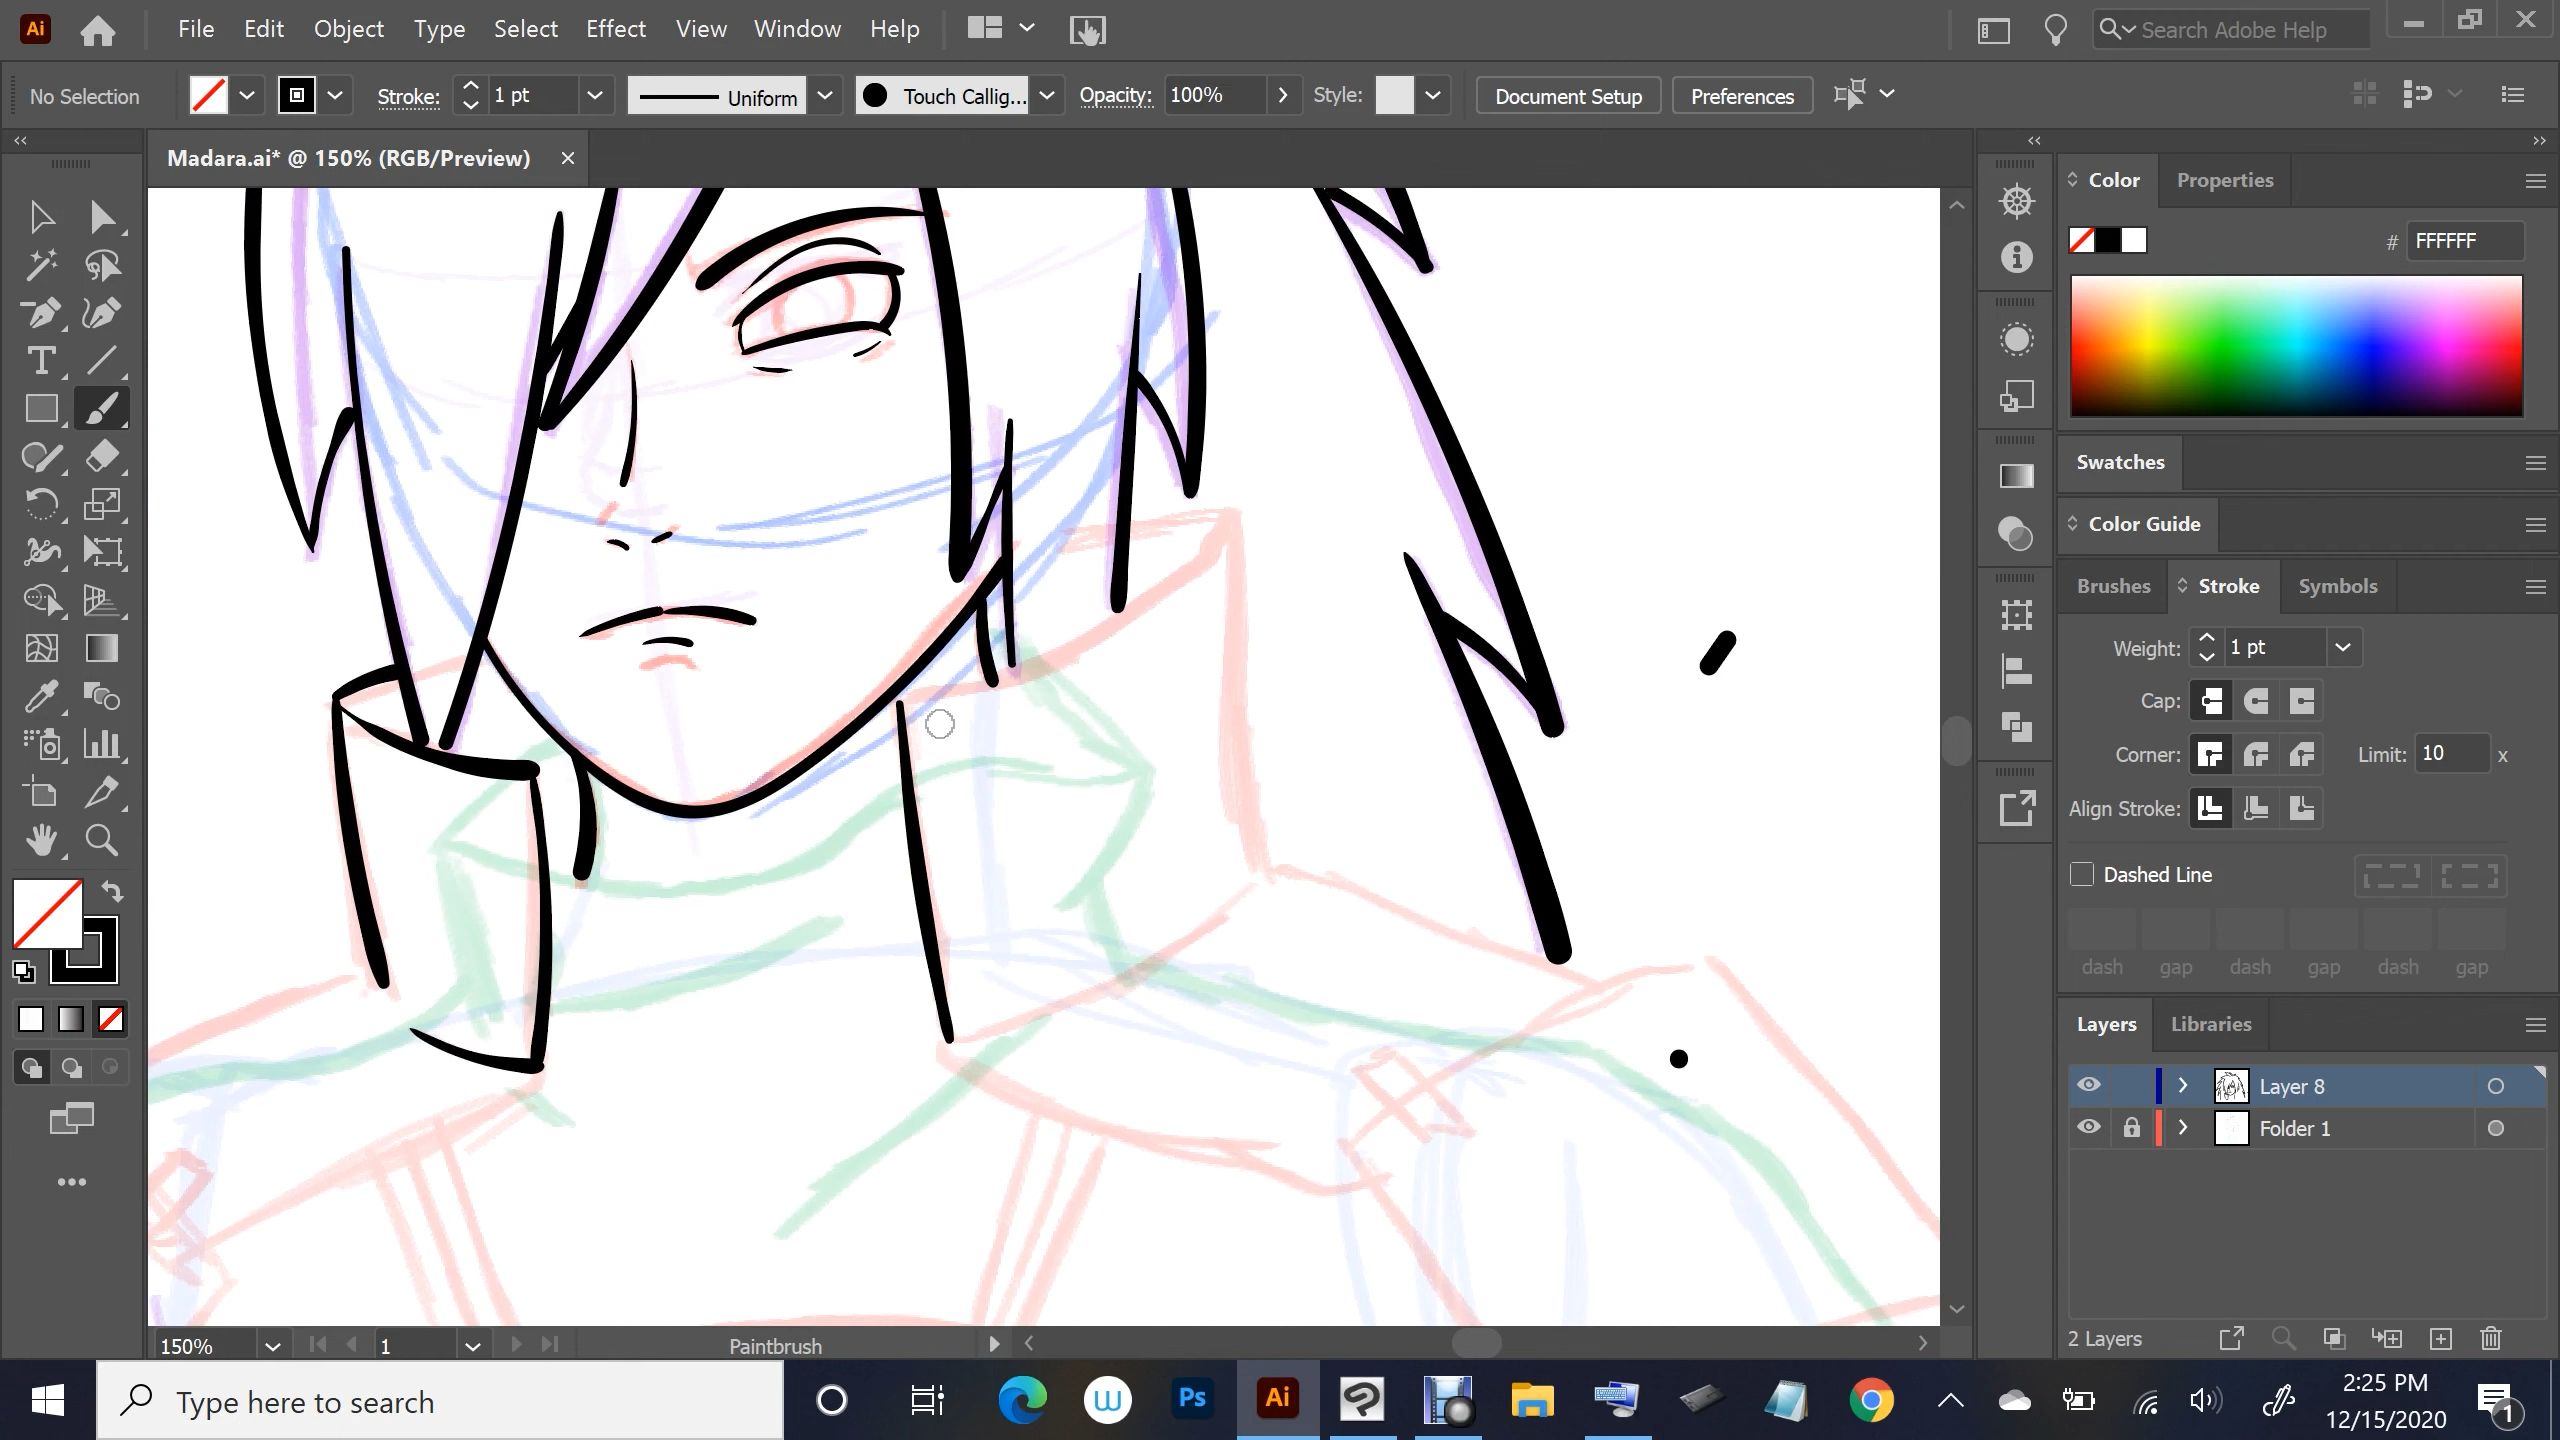 Ai File Edit Object Type Select Effect View Window Help Search Adobe Help
No Selection Stroke: 1 pt Uniform Touch Callig... Opacity: 100% Style: Document Setup Preferences
Madara.ai* @ 150% (RGB/Preview) ×
Color Properties
# FFFFFF
Swatches
Color Guide
Brushes Stroke Symbols
Weight: 1 pt
Cap:
Corner: Limit: 10 x
Align Stroke:
Dashed Line
dash gap dash gap dash gap
Layers Libraries
Layer 8
Folder 1
2 Layers
150% 1 Paintbrush
Type here to search Ps Ai
2:25 PM
12/15/2020
1